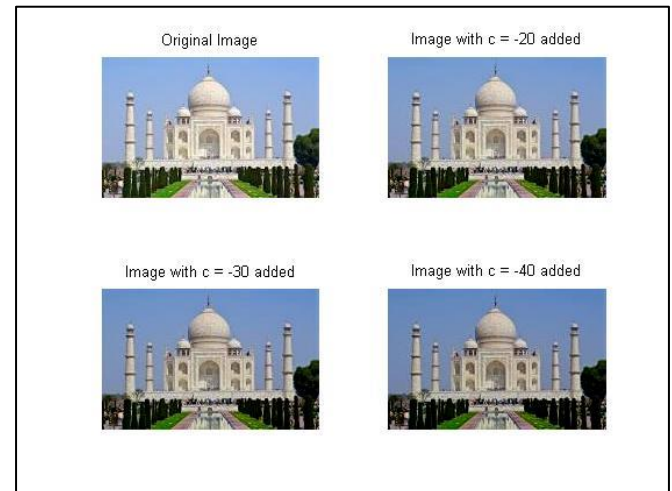 Original Image
Image with c = -20 added
Image with c = -30 added
Image with c = -40 added